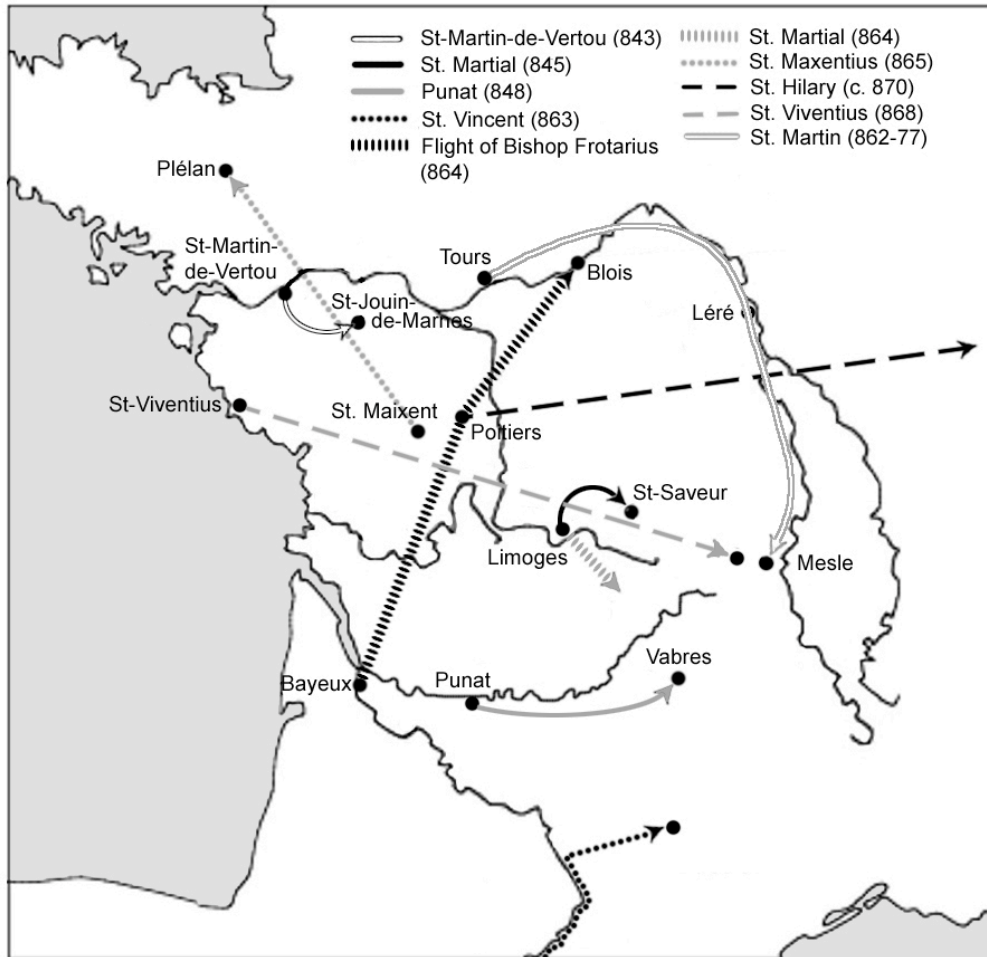 St-Martin-de-Vertou (843)
St. Martial (845)
Punat (848)
St. Vincent (863)
Flight of Bishop Frotarius
(864)
St. Martial (864)
St. Maxentius (865)
St. Hilary (c. 870)
St. Viventius (868)
St. Martin (862-77)
Plélan
St-Martin-
de-Vertou
Tours
Blois
St-Jouin-
de-Marnes
Léré
St-Viventius
St. Maixent
Poitiers
St-Saveur
Limoges
Mesle
Vabres
Bayeux
Punat